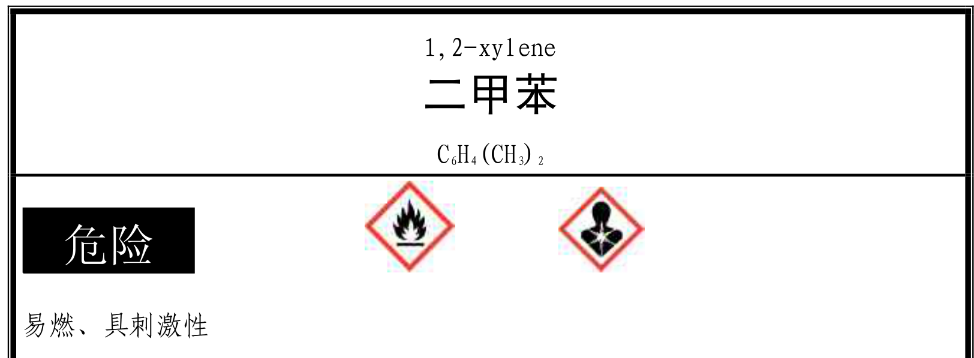 1,2-xylene
二甲苯
C₆H₄(CH₃)₂
危险
易燃、具刺激性